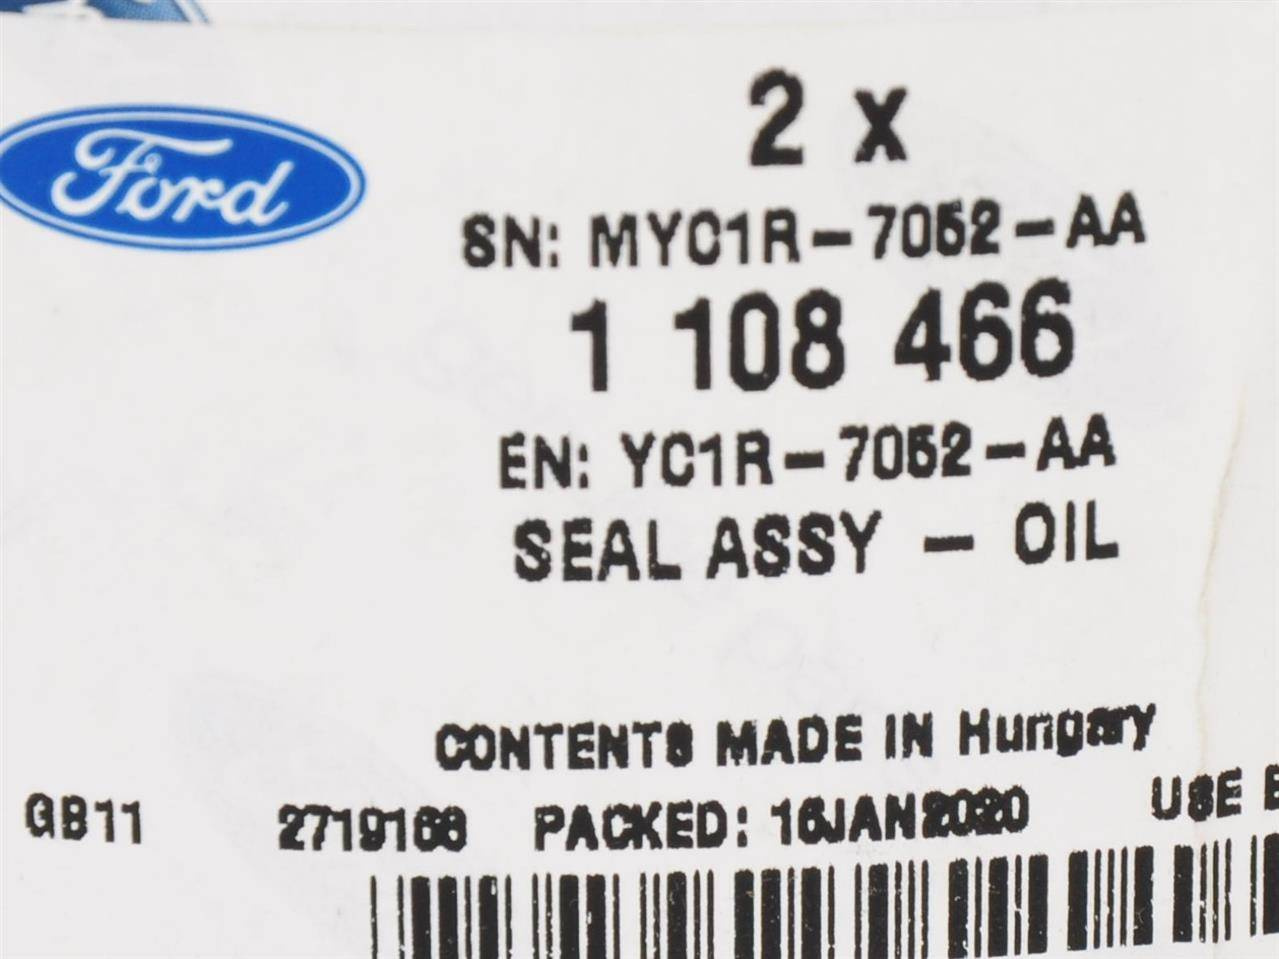 2 x
Ford
SN: MYC1R-7052-AA
1 108 466
EN: YC1R-7052-AA
SEAL ASSY - OIL
CONTENTS MADE IN Hungary
GB11 PACKED: 16JAN2020 USE